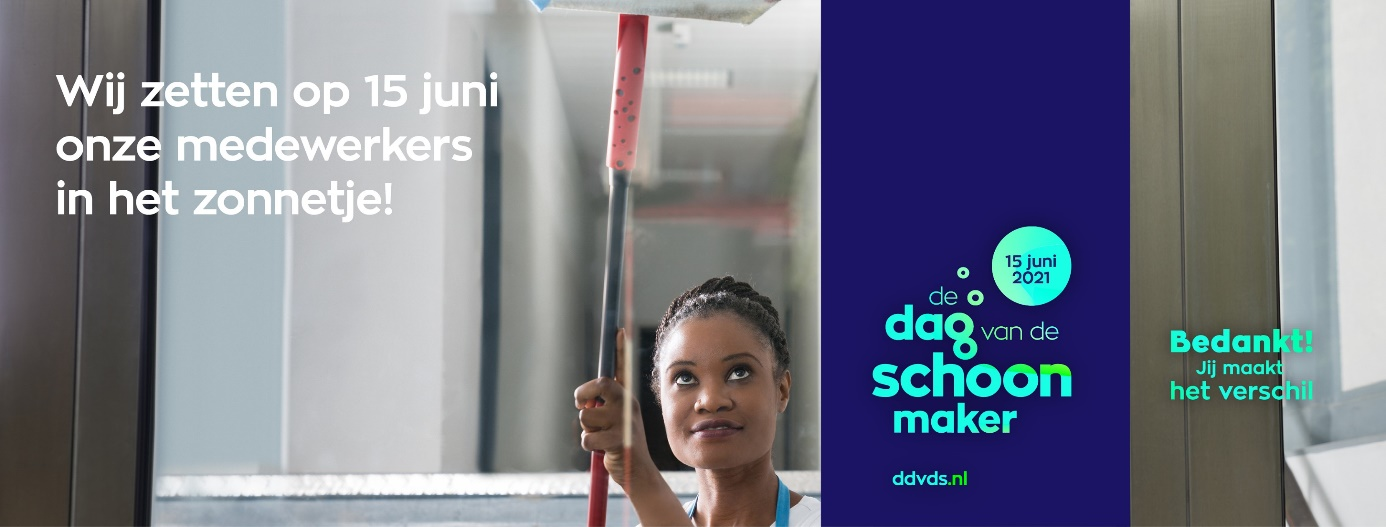 Wij zetten op 15 juni
onze medewerkers
in het zonnetje!
15 juni
2021
de
dag van de
schoon
maker
ddvds.nl
Bedankt!
Jij maakt
het verschil